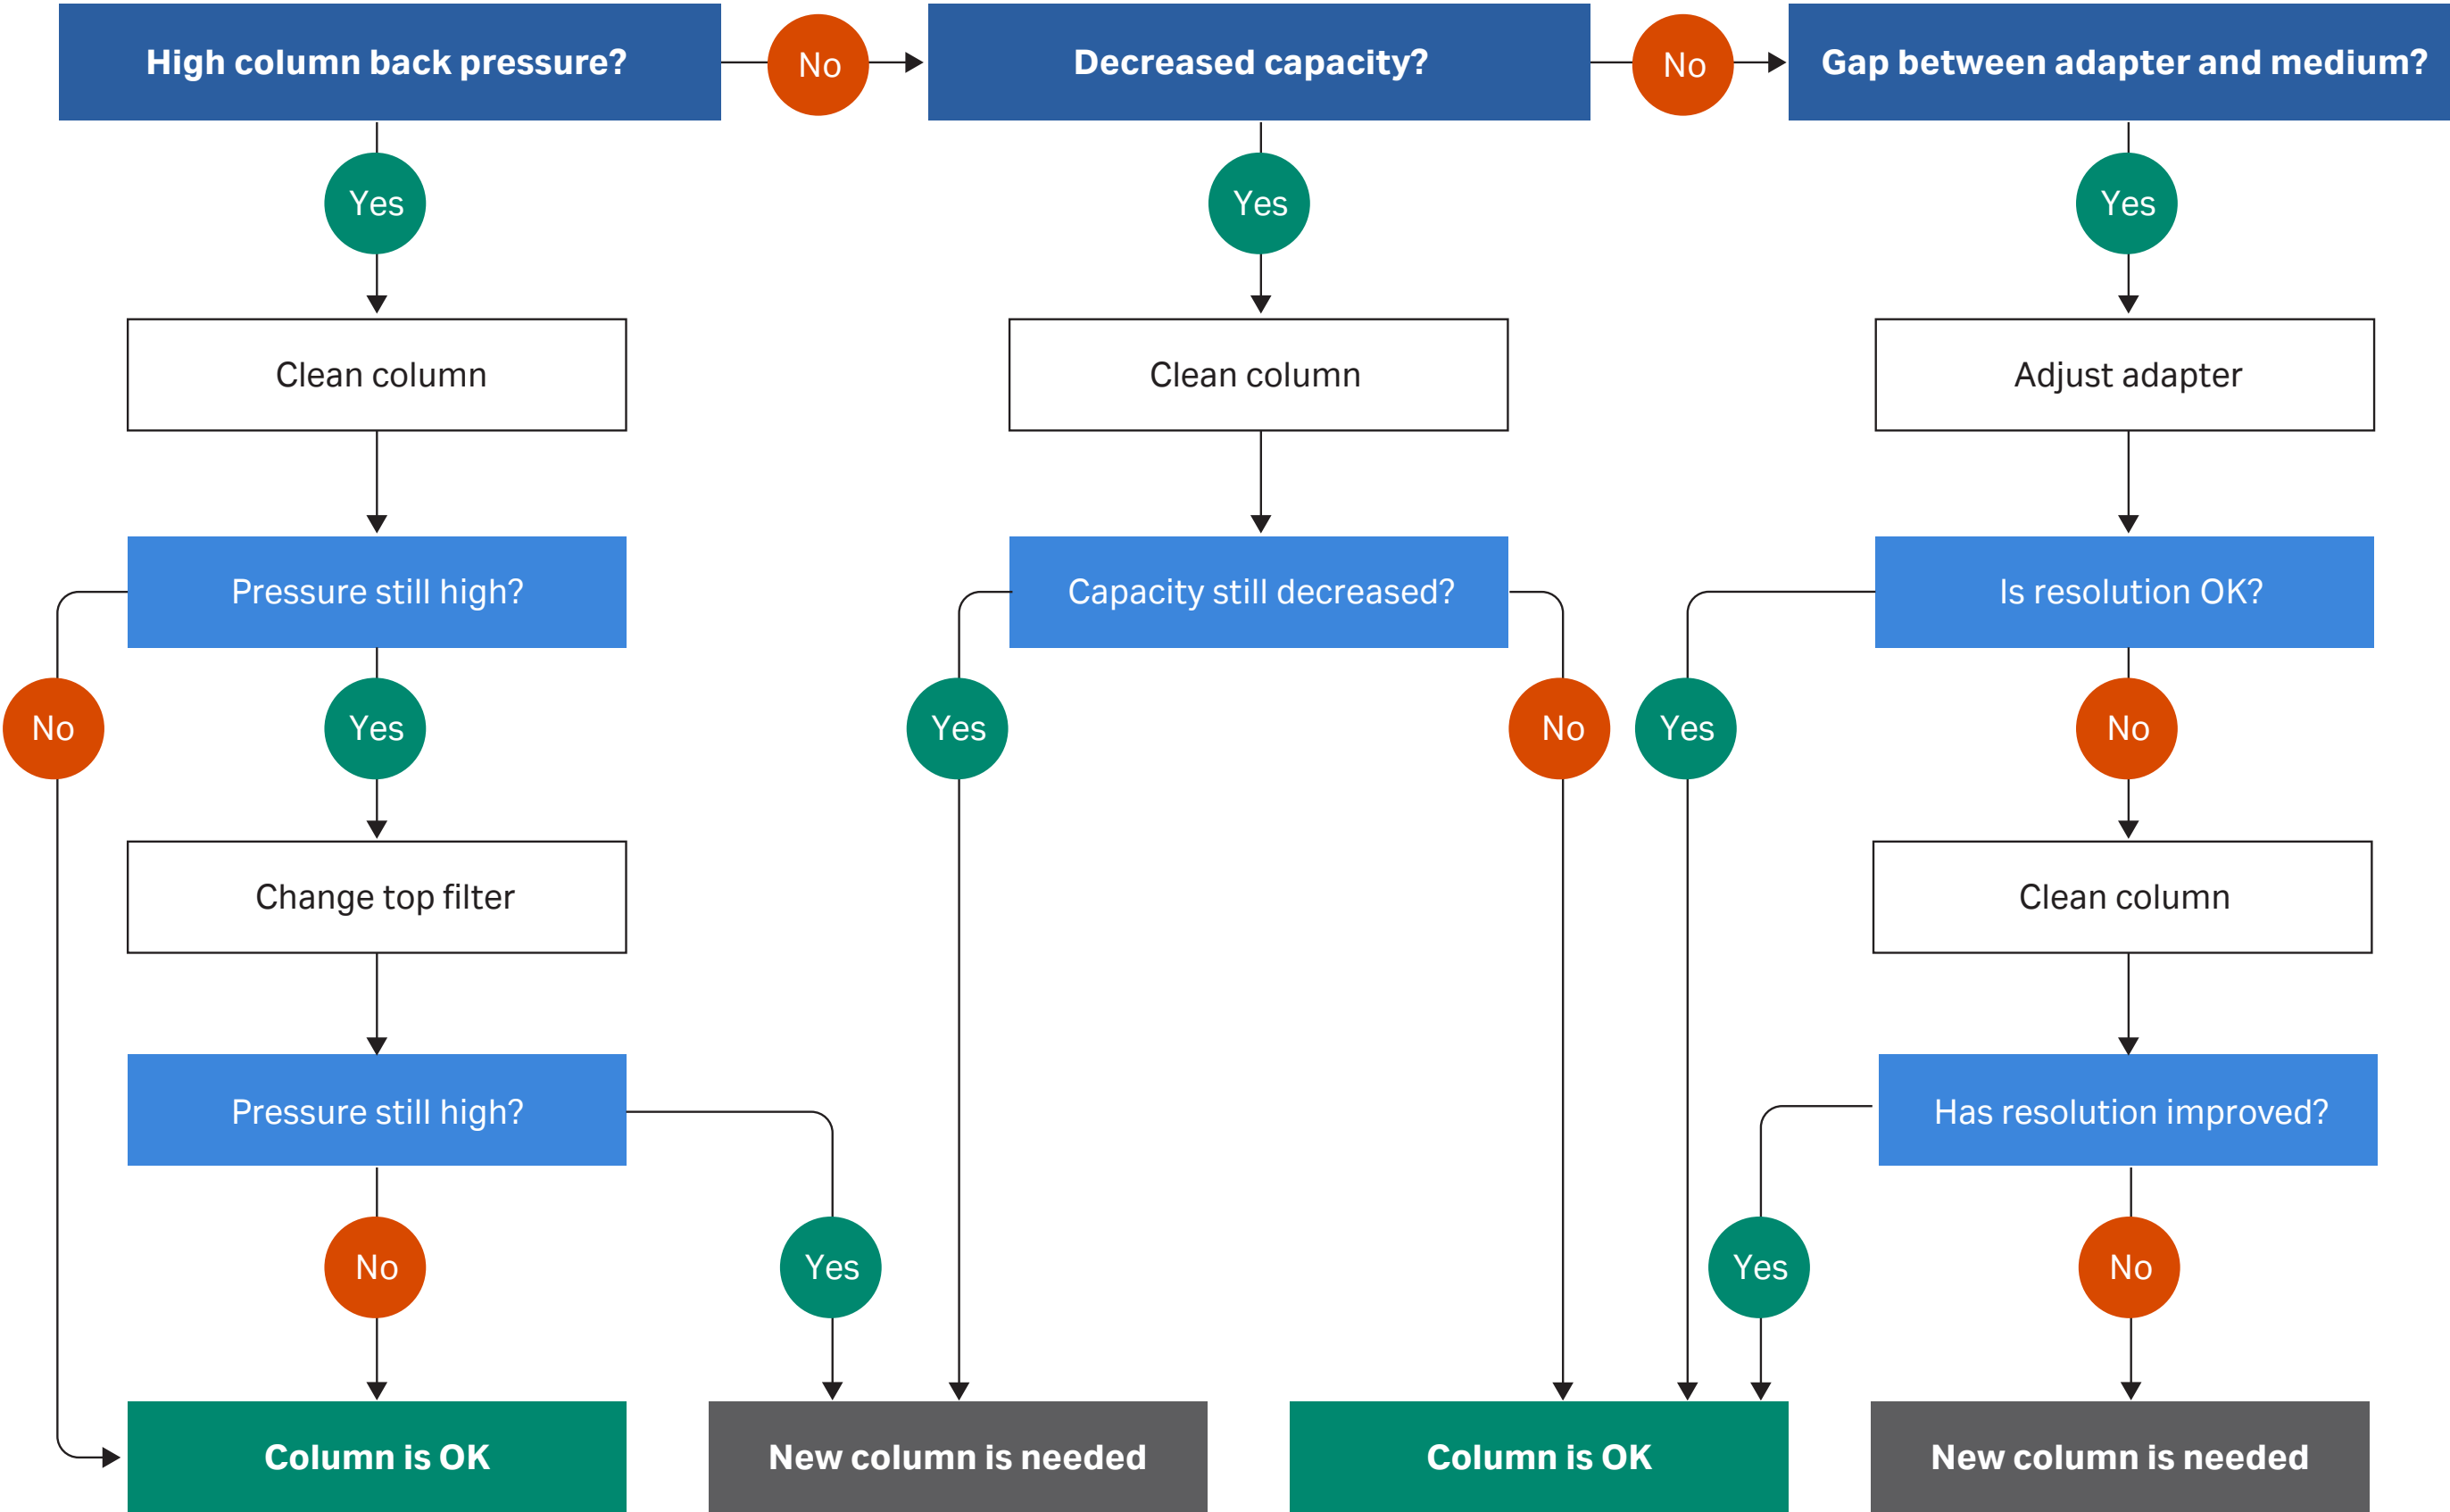 High column back pressure?
No
Decreased capacity?
No
Gap between adapter and medium?
Yes
Yes
Yes
Clean column
Clean column
Adjust adapter
Pressure still high?
Capacity still decreased?
Is resolution OK?
No
Yes
Yes
No
Yes
No
Change top filter
Clean column
Pressure still high?
Has resolution improved?
No
Yes
Yes
No
Column is OK
New column is needed
Column is OK
New column is needed